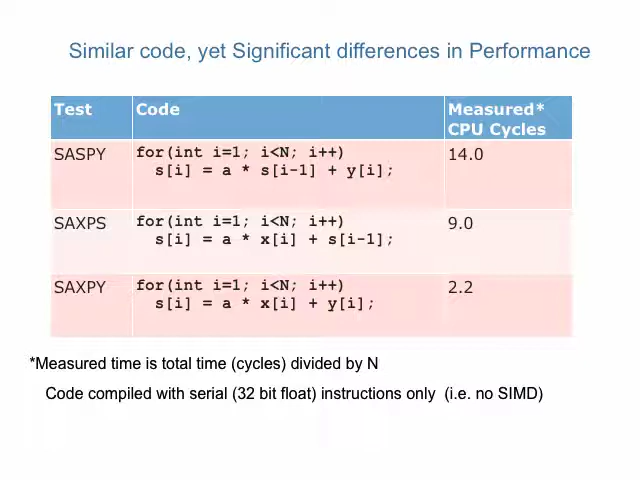 Similar code, yet Significant differences in Performance
Test Code Measured*
CPU Cycles
SASPY for(int i=1; i<N; i++) 14.0
s[i] = a * s[i-1] + y[i];
SAXPS for(int i=1; i<N; i++) 9.0
s[i] = a * x[i] + s[i-1];
SAXPY for(int i=1; i<N; i++) 2.2
s[i] = a * x[i] + y[i];
*Measured time is total time (cycles) divided by N
Code compiled with serial (32 bit float) instructions only (i.e. no SIMD)